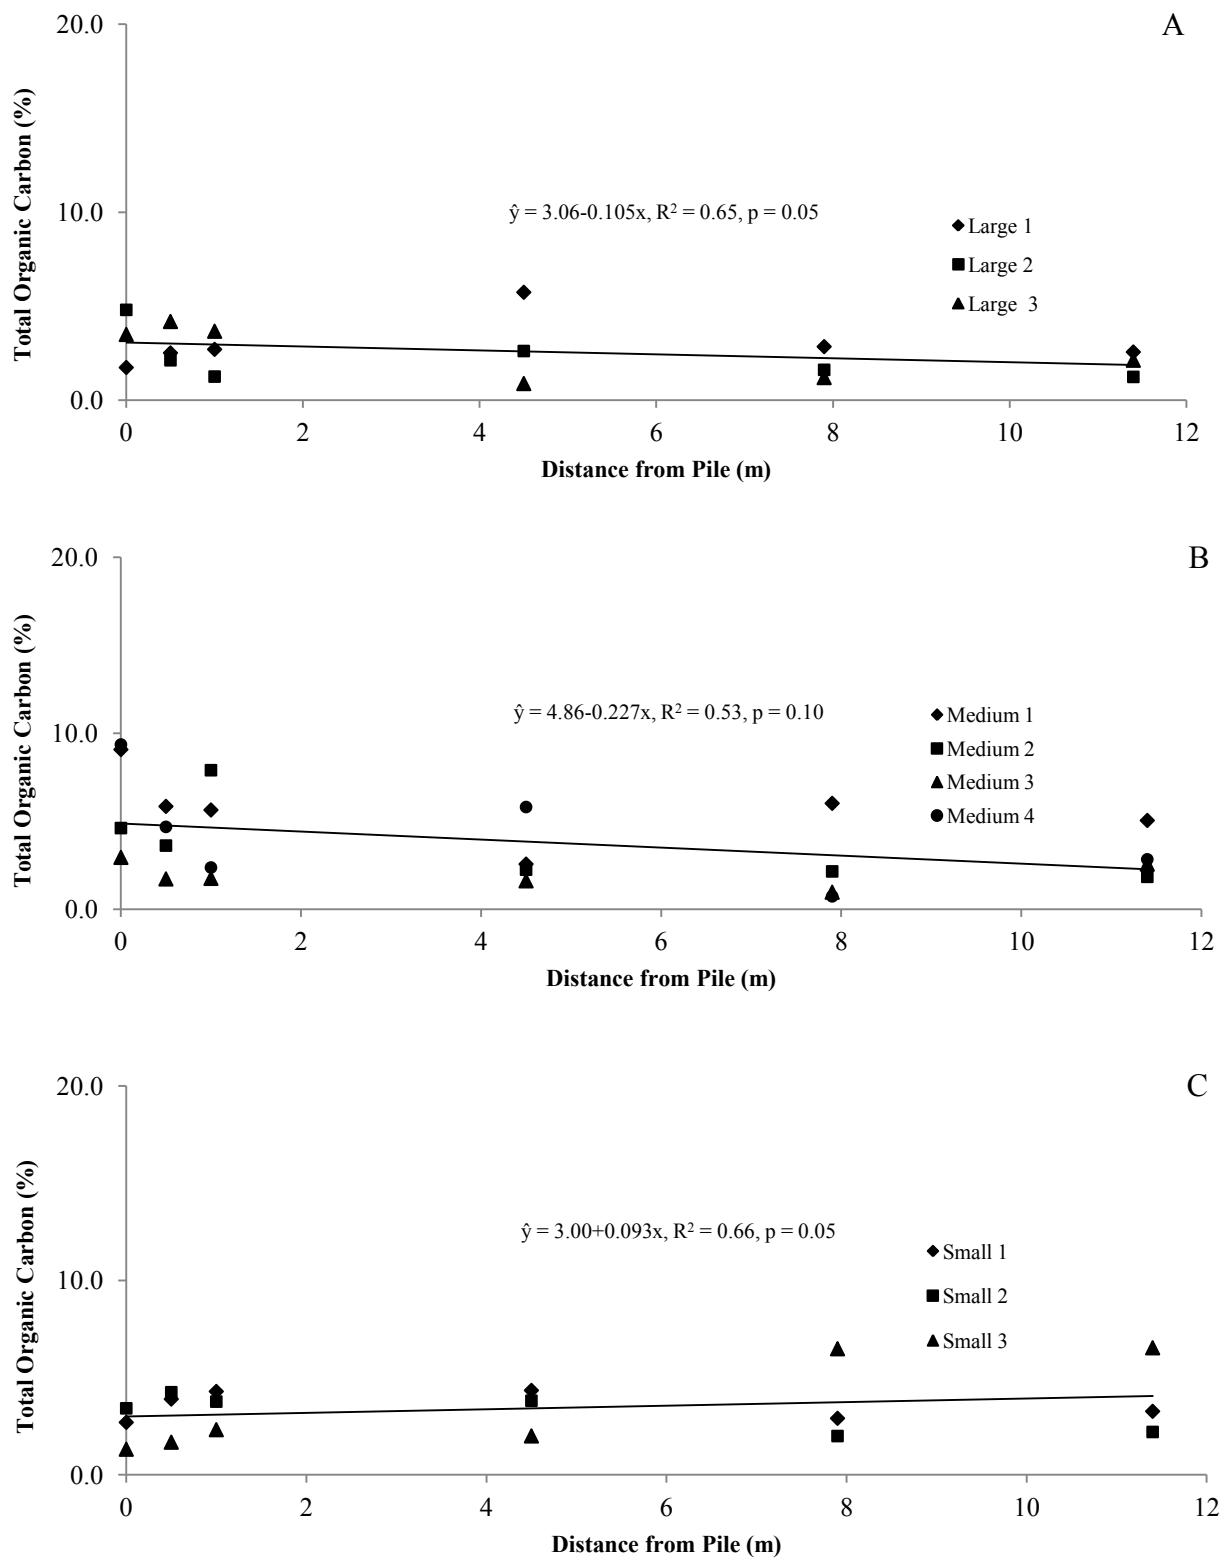 A
20.0
10.0
0.0
Total Organic Carbon (%)
ŷ = 3.06-0.105x, R² = 0.65, p = 0.05
Large 1
Large 2
Large 3
0 2 4 6 8 10 12
Distance from Pile (m)
B
20.0
10.0
0.0
Total Organic Carbon (%)
ŷ = 4.86-0.227x, R² = 0.53, p = 0.10
Medium 1
Medium 2
Medium 3
Medium 4
0 2 4 6 8 10 12
Distance from Pile (m)
C
20.0
10.0
0.0
Total Organic Carbon (%)
ŷ = 3.00+0.093x, R² = 0.66, p = 0.05
Small 1
Small 2
Small 3
0 2 4 6 8 10 12
Distance from Pile (m)